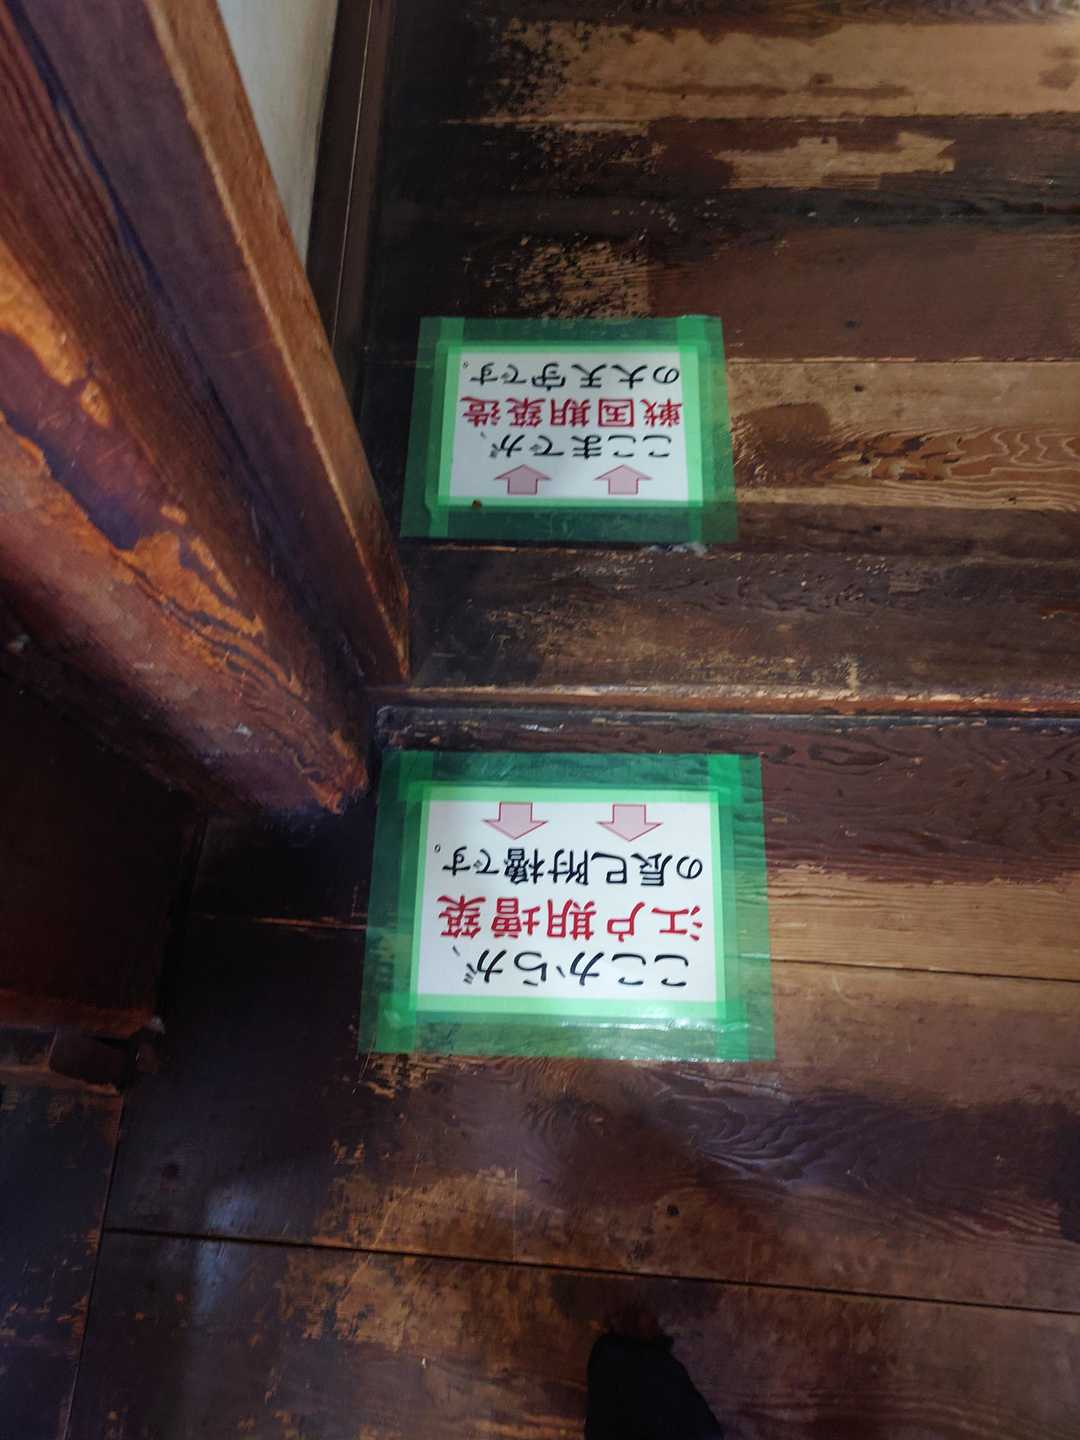 ここまでが、
戦国期築造
の大天守です。
ここからが、
江戸期増築
の辰巳附櫓です。